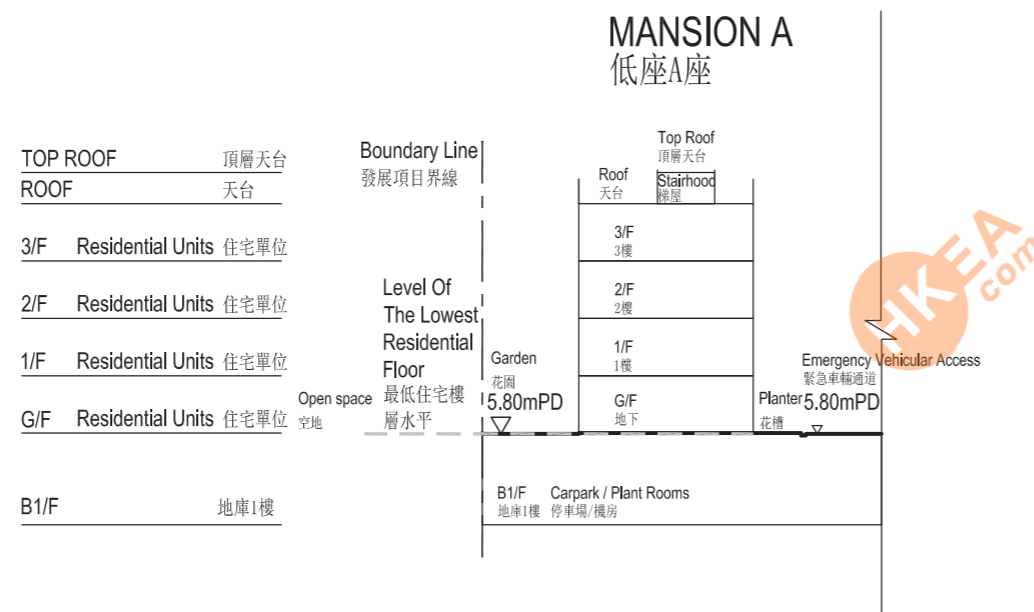 MANSION A
低座A座
TOP ROOF 頂層天台
ROOF 天台
3/F Residential Units 住宅單位
2/F Residential Units 住宅單位
1/F Residential Units 住宅單位
G/F Residential Units 住宅單位
B1/F 地庫1樓
Boundary Line
發展項目界線
Level Of
The Lowest
Residential
Floor
最低住宅樓
層水平
Open space
空地
Garden
花園
5.80mPD
Top Roof
頂層天台
Roof
天台
Stairhood
梯屋
3/F
3樓
2/F
2樓
1/F
1樓
G/F
地下
Planter
花槽
Emergency Vehicular Access
緊急車輛通道
5.80mPD
B1/F Carpark / Plant Rooms
地庫1樓 停車場/機房
HKEA
com